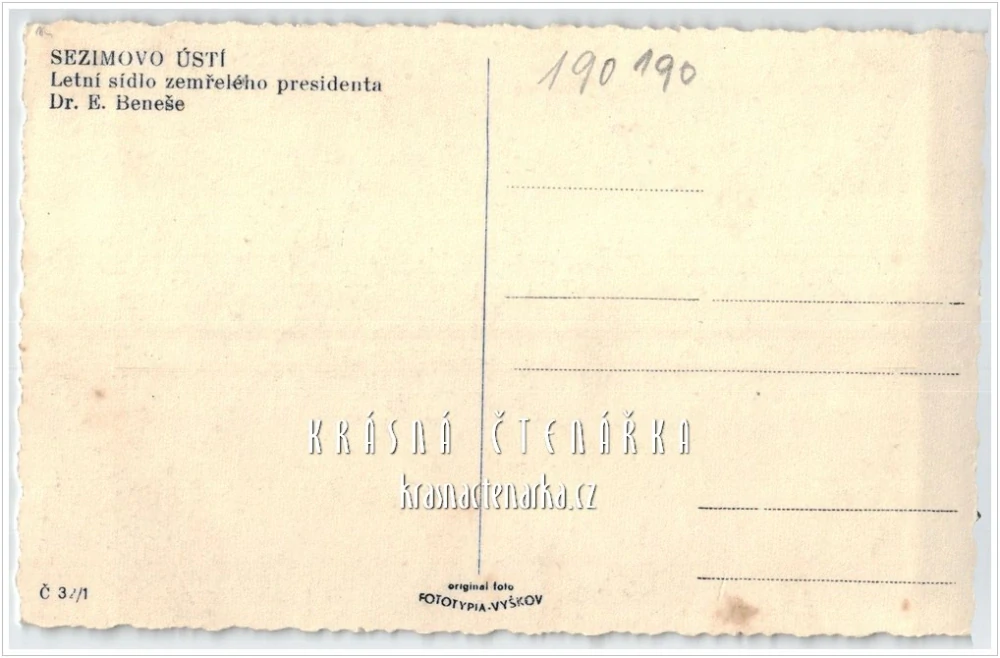 SEZIMOVO ÚSTÍ
Letní sídlo zemřelého presidenta
Dr. E. Beneše
190 190
KRÁSNÁ ČTENÁŘKA
krasnactenarka.cz
Č
original foto
FOTOTYPIA-VYŠKOV